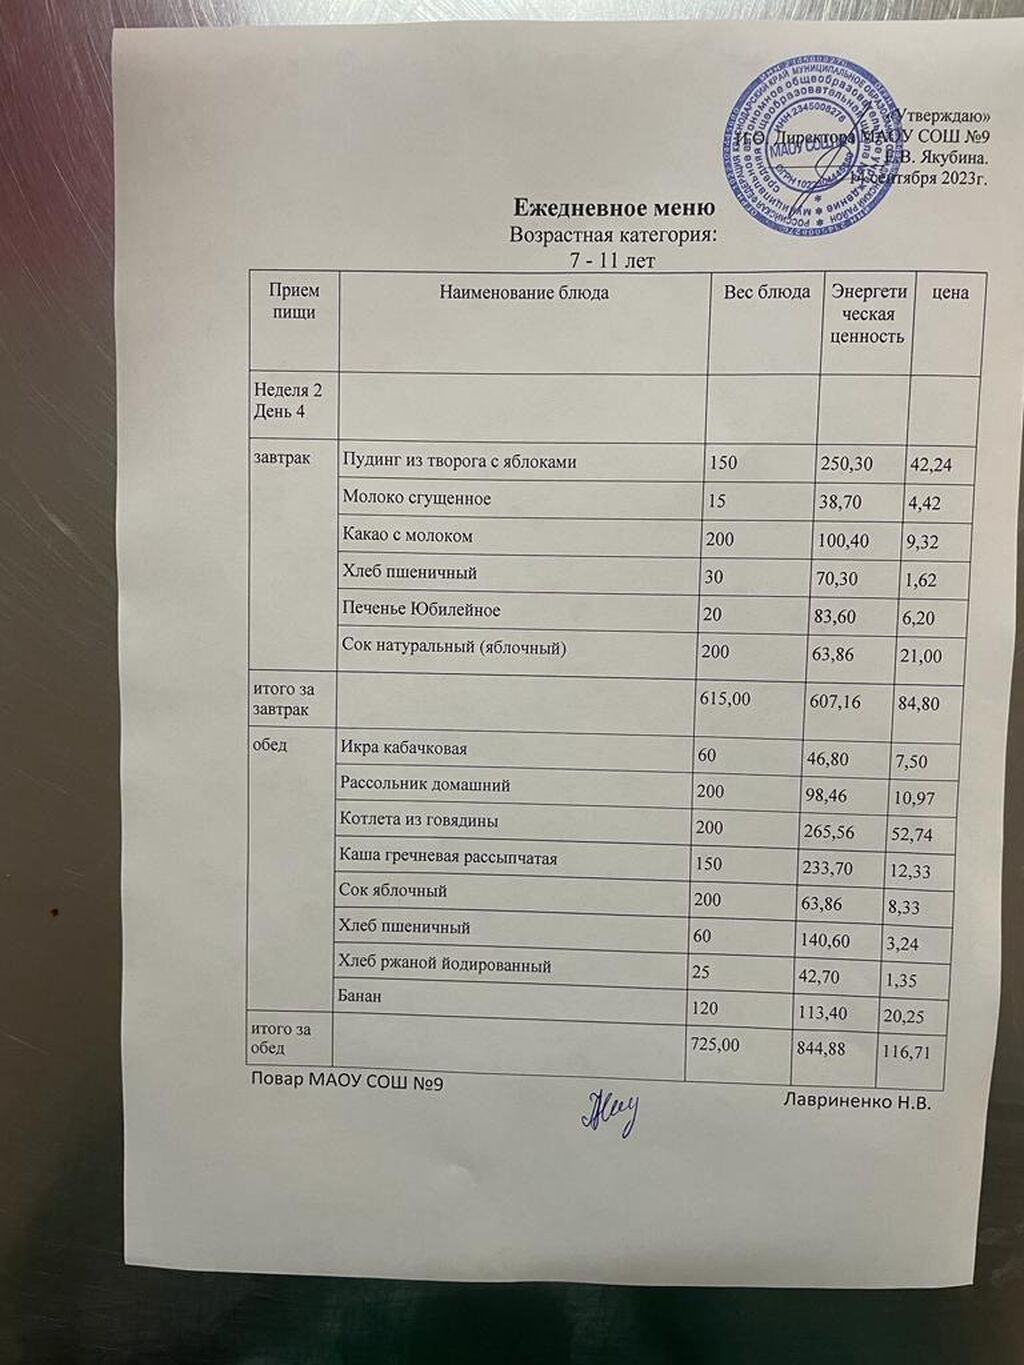 «Утверждаю»
И.О. Директора МАОУ СОШ №9
Е.В. Якубина.
14 сентября 2023г.
МАОУ СОШ
ИНН 2345008276
Ежедневное меню
Возрастная категория:
7 - 11 лет
Прием пищи Наименование блюда Вес блюда Энергети ческая ценность цена
Неделя 2
День 4
завтрак Пудинг из творога с яблоками 150 250,30 42,24
Молоко сгущенное 15 38,70 4,42
Какао с молоком 200 100,40 9,32
Хлеб пшеничный 30 70,30 1,62
Печенье Юбилейное 20 83,60 6,20
Сок натуральный (яблочный) 200 63,86 21,00
итого за завтрак 615,00 607,16 84,80
обед Икра кабачковая 60 46,80 7,50
Рассольник домашний 200 98,46 10,97
Котлета из говядины 200 265,56 52,74
Каша гречневая рассыпчатая 150 233,70 12,33
Сок яблочный 200 63,86 8,33
Хлеб пшеничный 60 140,60 3,24
Хлеб ржаной йодированный 25 42,70 1,35
Банан 120 113,40 20,25
итого за обед 725,00 844,88 116,71
Повар МАОУ СОШ №9 Лавриненко Н.В.